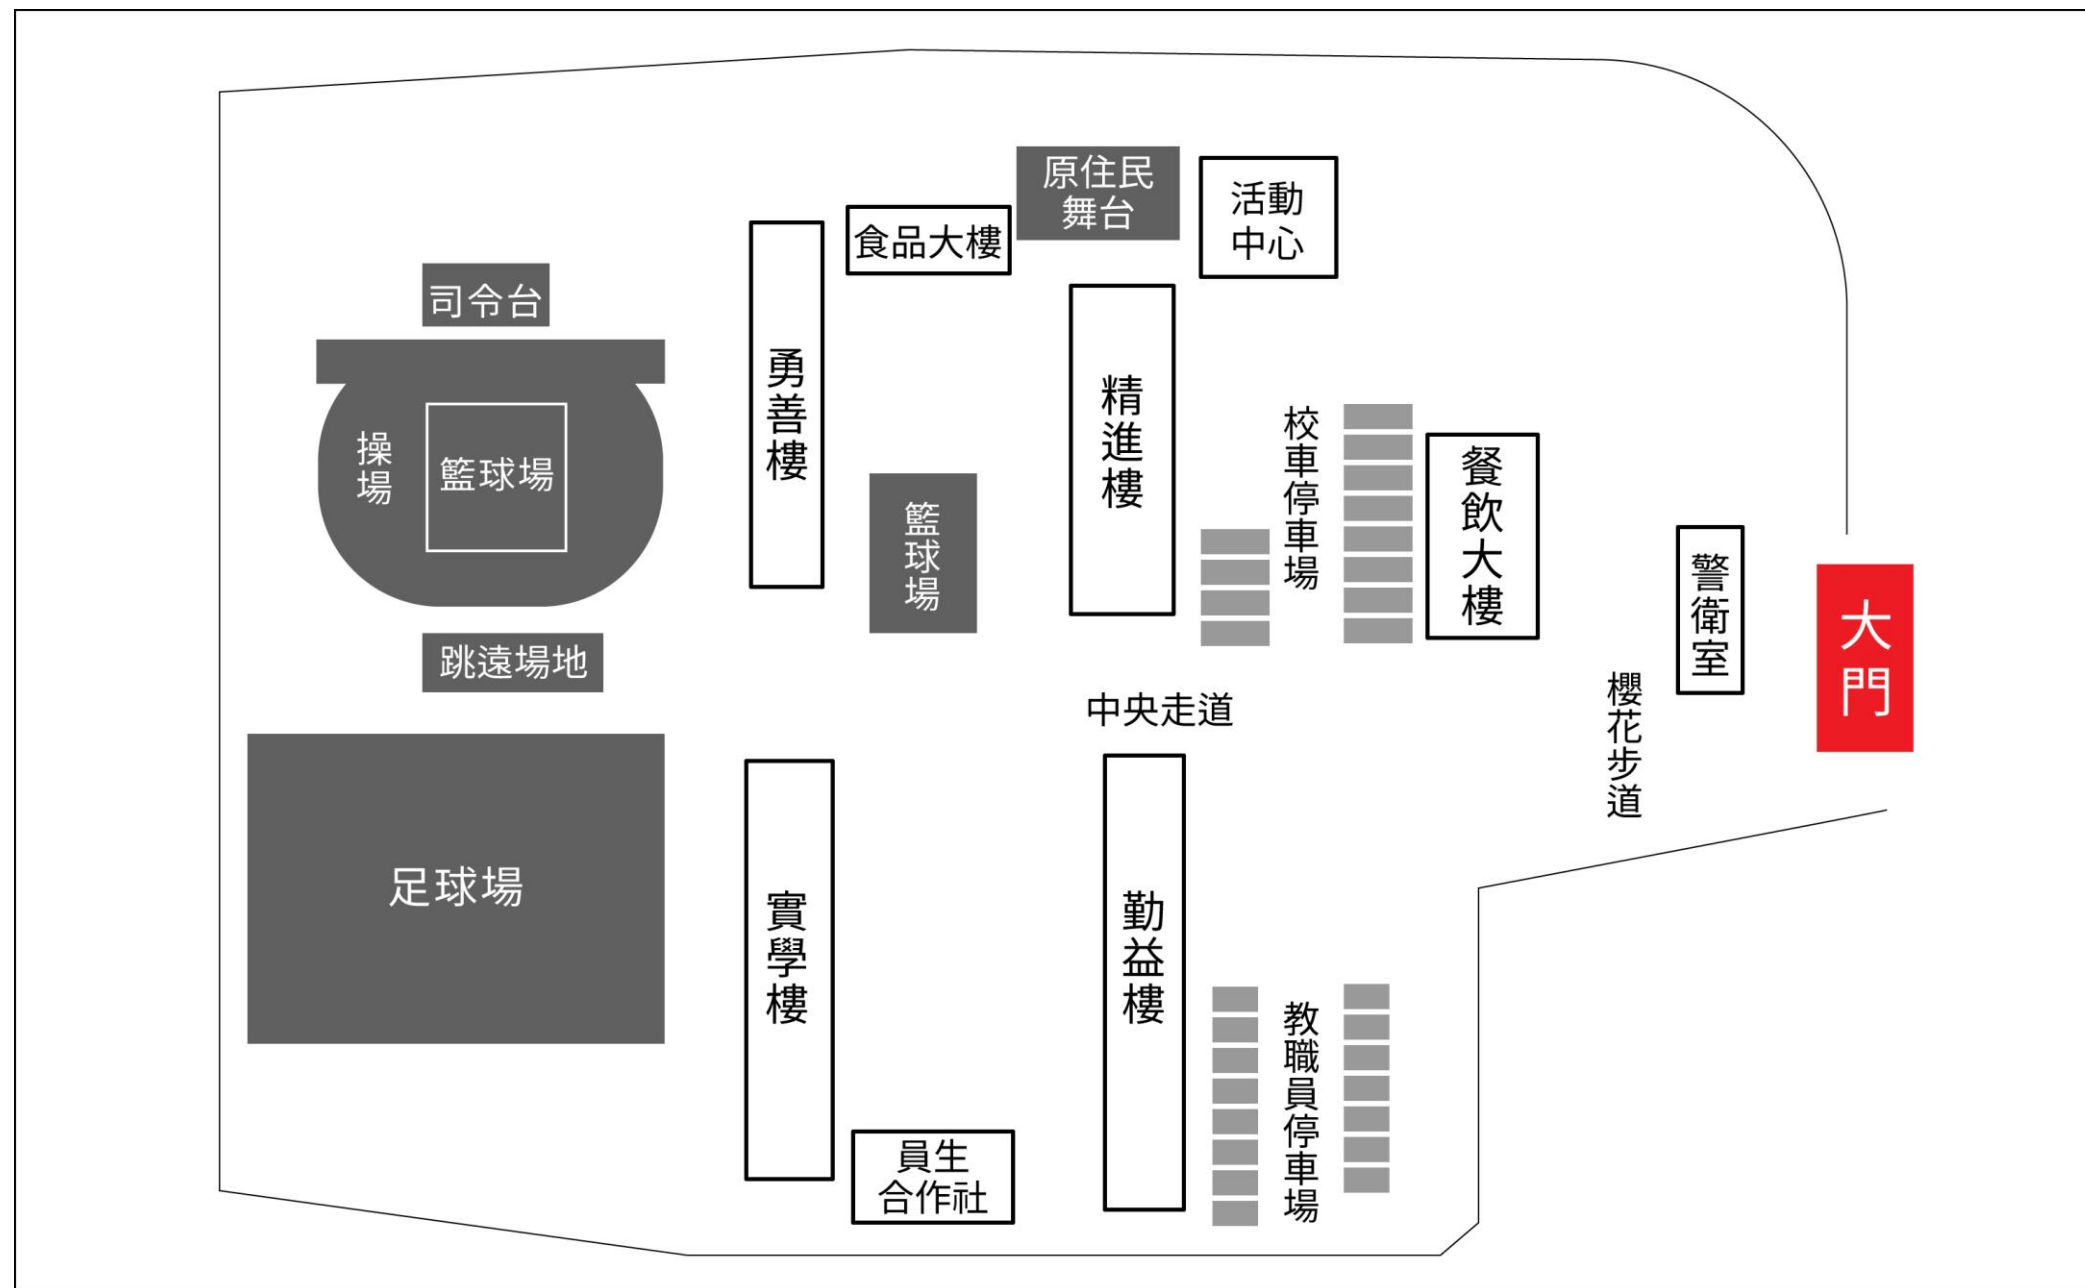 原住民
舞台
活動
中心
食品大樓
司令台
勇善樓
精進樓
校車停車場
操場
籃球場
籃球場
餐飲大樓
警衛室
大門
跳遠場地
中央走道
櫻花步道
足球場
實學樓
勤益樓
教職員停車場
員生
合作社